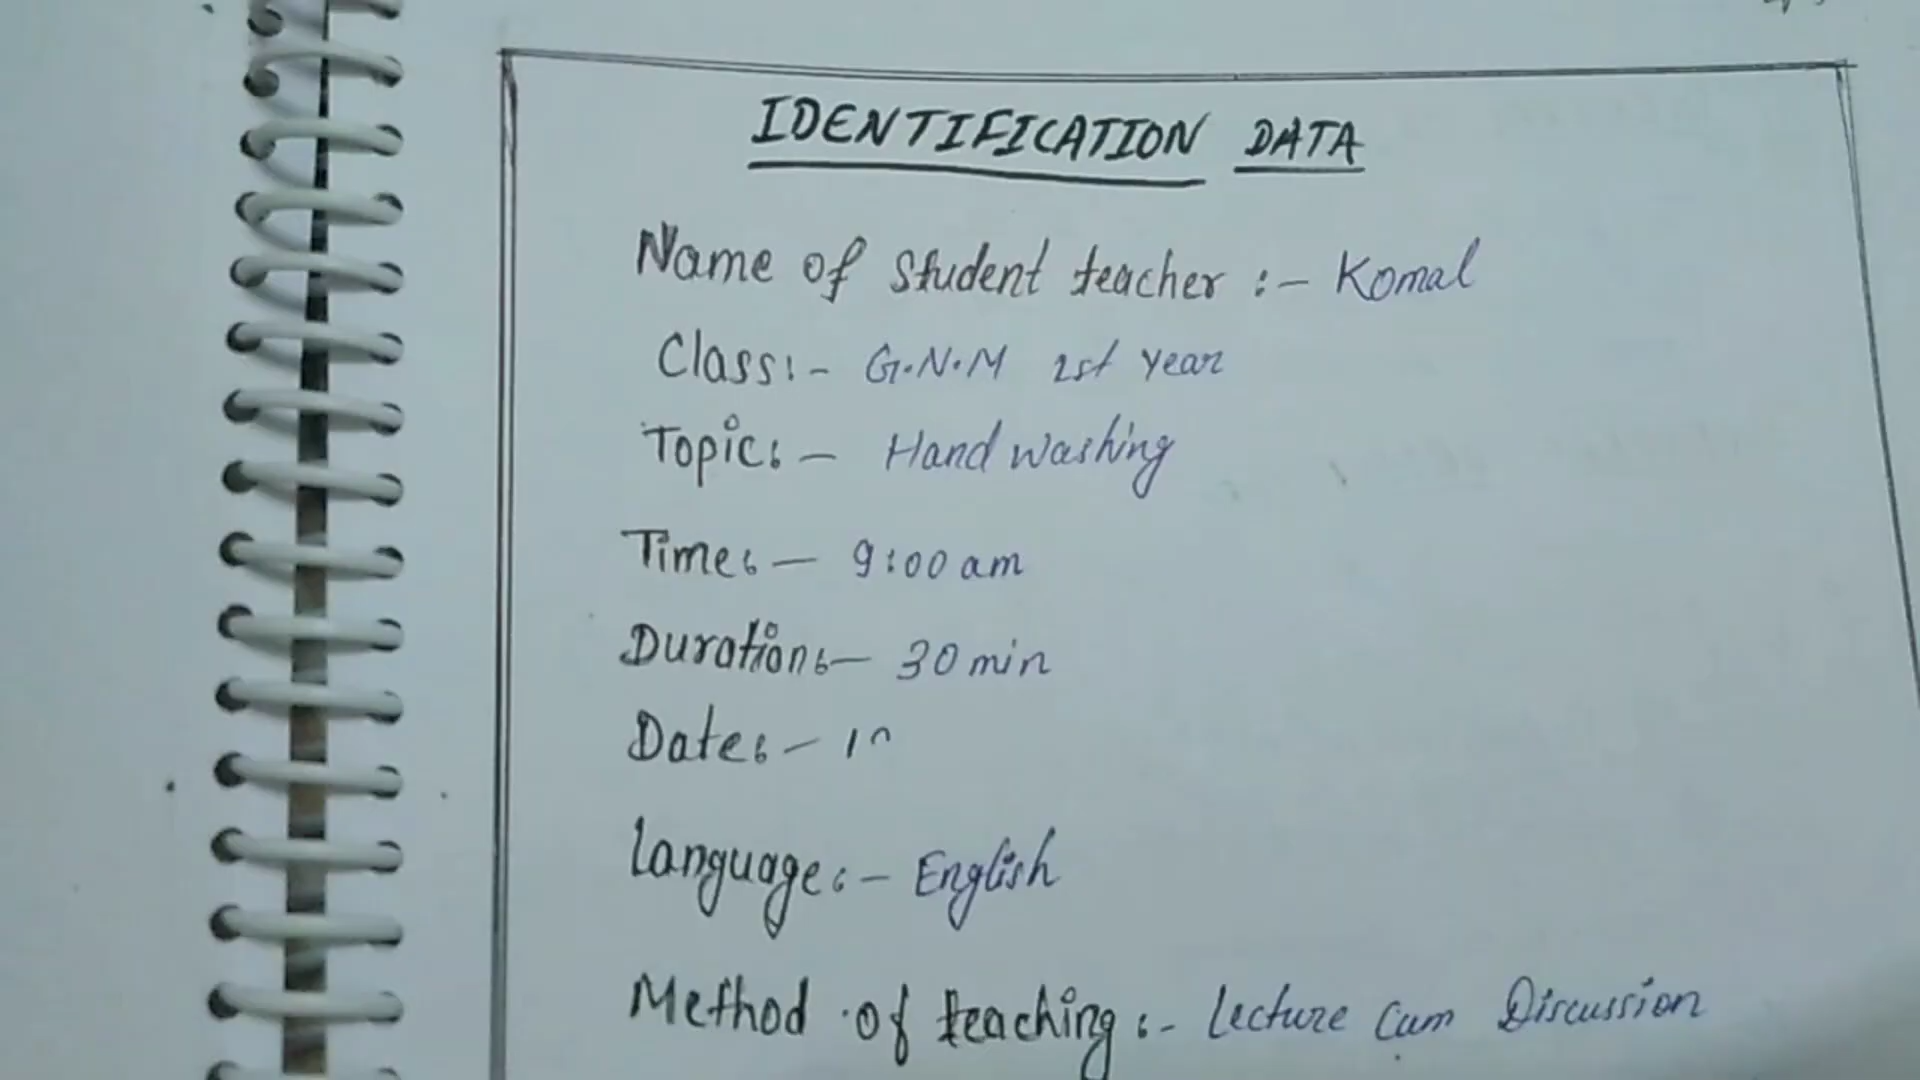 IDENTIFICATION DATA
Name of student teacher :- Komal
Class:- G.N.M 1st year
Topic:- Hand washing
Time:- 9:00 am
Duration:- 30 min
Date:-
Language:- English
Method of teaching:- Lecture Cum Discussion